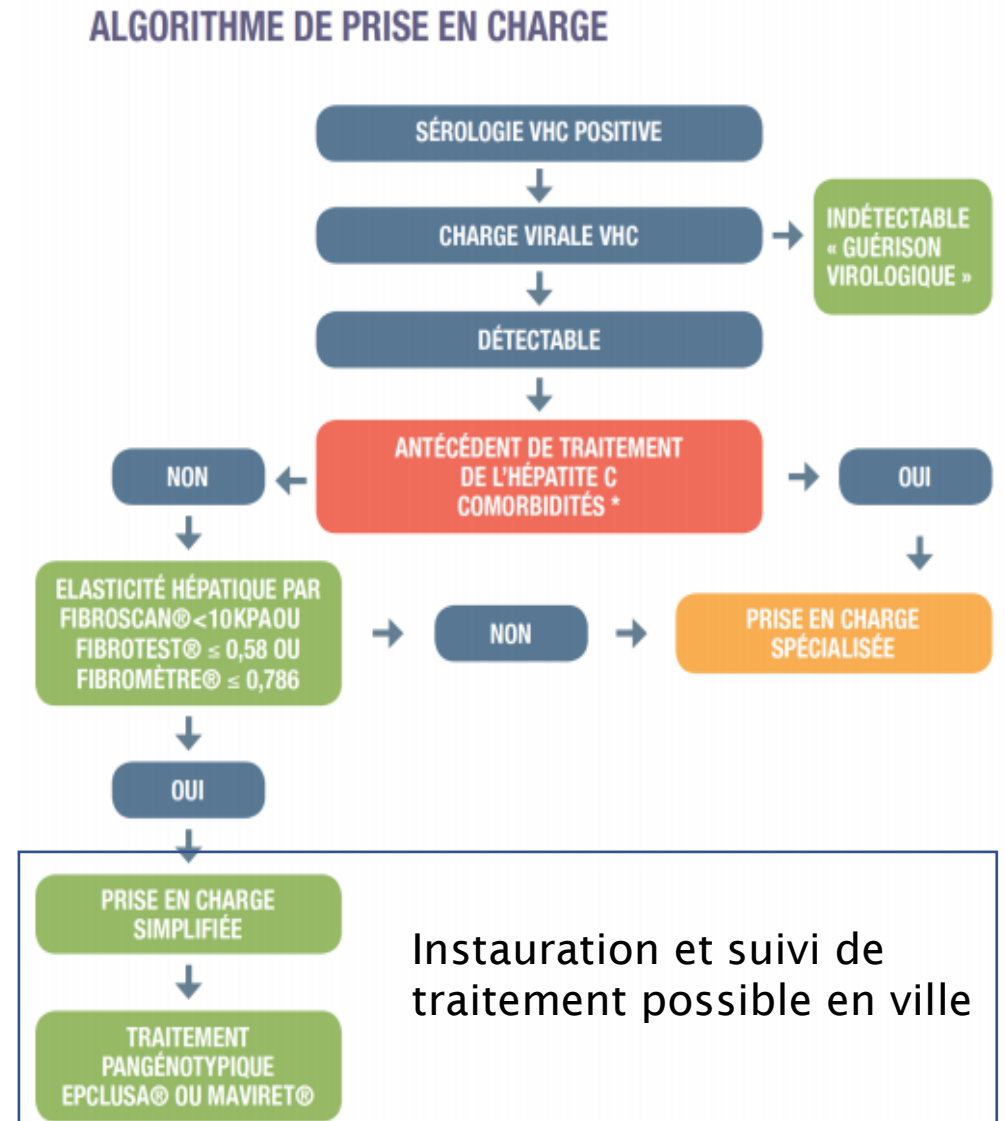 ALGORITHME DE PRISE EN CHARGE
SÉROLOGIE VHC POSITIVE
CHARGE VIRALE VHC
INDÉTECTABLE
« GUÉRISON
VIROLOGIQUE »
DÉTECTABLE
ANTÉCÉDENT DE TRAITEMENT
DE L'HÉPATITE C
COMORBIDITÉS *
NON
OUI
ELASTICITÉ HÉPATIQUE PAR
FIBROSCAN®<10KPAOU
FIBROTEST® ≤ 0,58 OU
FIBROMÈTRE® ≤ 0,786
NON
PRISE EN CHARGE
SPÉCIALISÉE
OUI
PRISE EN CHARGE
SIMPLIFIÉE
Instauration et suivi de
traitement possible en ville
TRAITEMENT
PANGÉNOTYPIQUE
EPCLUSA® OU MAVIRET®